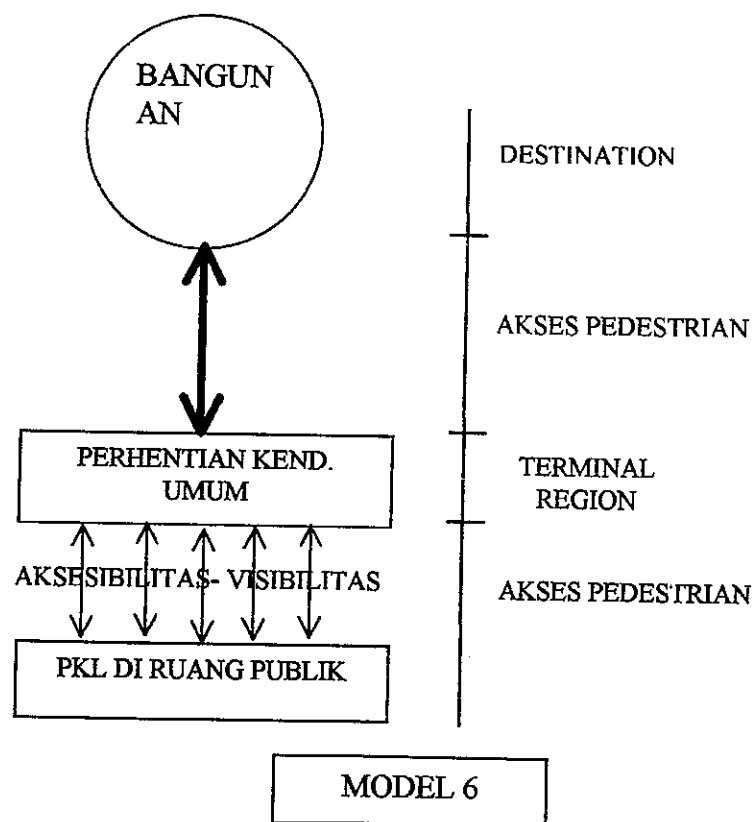 BANGUN
AN
DESTINATION
AKSES PEDESTRIAN
PERHENTIAN KEND.
UMUM
TERMINAL
REGION
AKSESIBILITAS- VISIBILITAS
AKSES PEDESTRIAN
PKL DI RUANG PUBLIK
MODEL 6